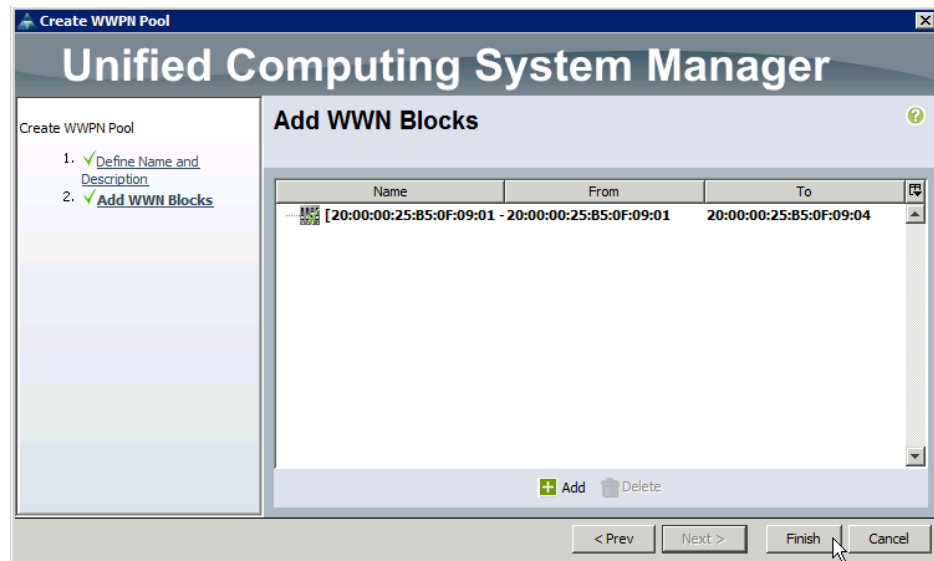 Create WWPN Pool
Unified Computing System Manager
Create WWPN Pool
1. Define Name and
Description
2. Add WWN Blocks
Add WWN Blocks
Name From To
[20:00:00:25:B5:0F:09:01 - 20:00:00:25:B5:0F:09:01 20:00:00:25:B5:0F:09:04
Add Delete
< Prev Next > Finish Cancel